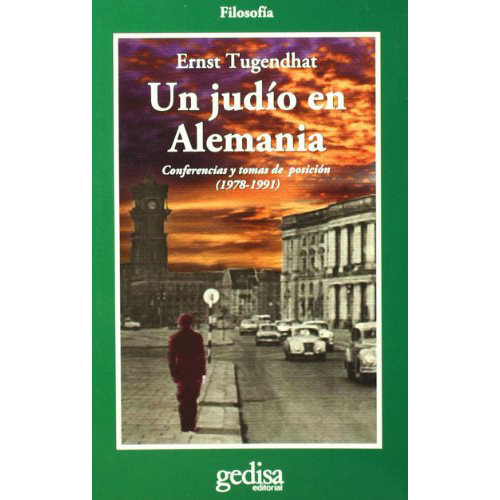 Filosofía
Ernst Tugendhat
Un judío en
Alemania
Conferencias y tomas de posición
(1978-1991)
gedisa
editorial